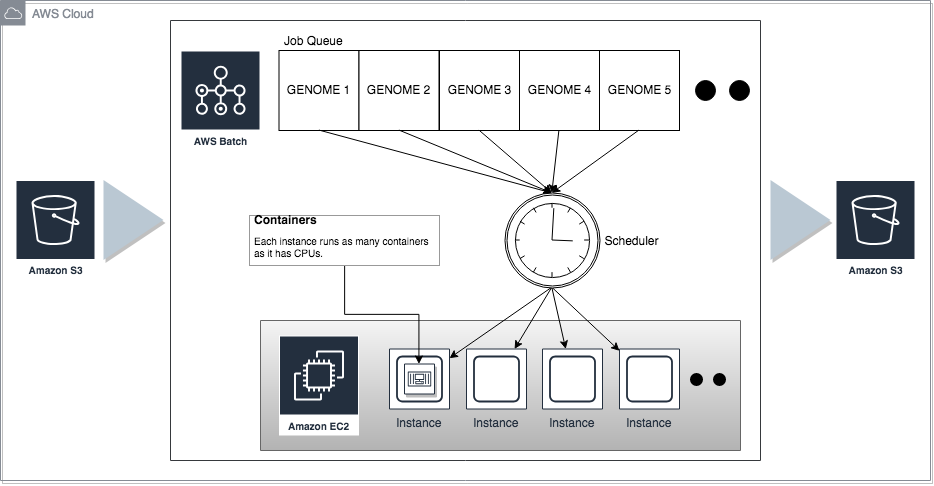 AWS Cloud
Job Queue
GENOME 1
GENOME 2
GENOME 3
GENOME 4
GENOME 5
AWS Batch
Amazon S3
Containers
Each instance runs as many containers
as it has CPUs.
Scheduler
Amazon S3
Amazon EC2
Instance
Instance
Instance
Instance